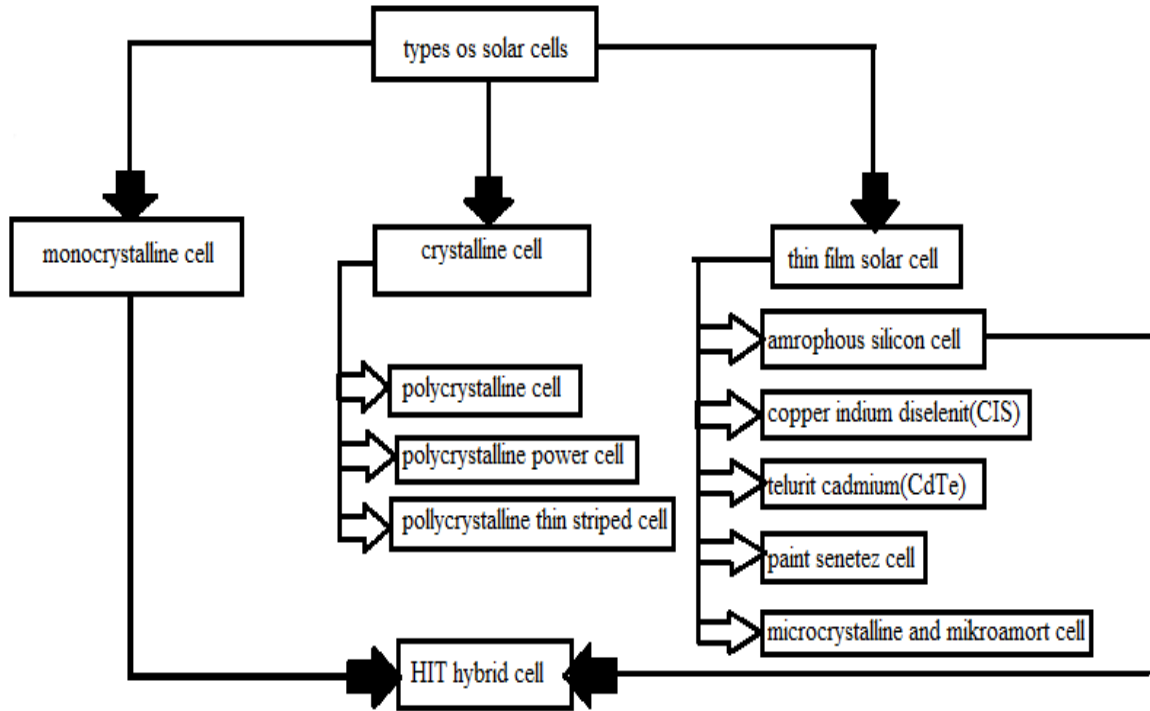 types os solar cells
monocrystalline cell
crystalline cell
thin film solar cell
amrophous silicon cell
polycrystalline cell
copper indium diselenit(CIS)
polycrystalline power cell
telurit cadmium(CdTe)
pollycrystalline thin striped cell
paint senetez cell
microcrystalline and mikroamort cell
HIT hybrid cell